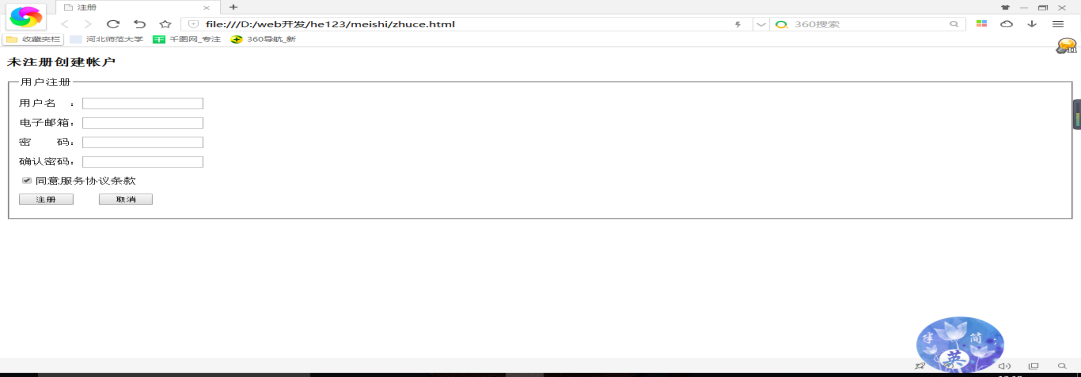 注册
file:///D:/web开发/he123/meishi/zhuce.html
360搜索
收藏夹栏 河北师范大学 千图网_专注 360导航_新
未注册创建帐户
用户注册
用户名 :
电子邮箱:
密 码:
确认密码:
同意服务协议条款
注册 取消
半 简
英